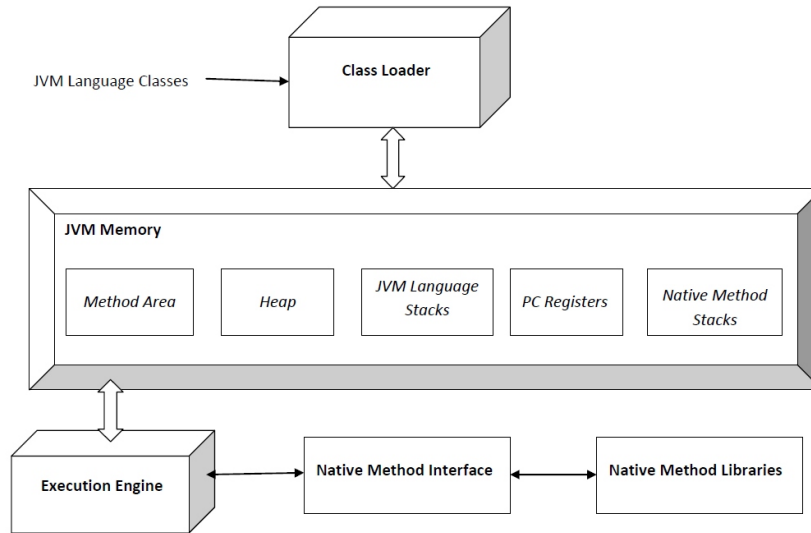 Class Loader
JVM Language Classes
JVM Memory
Method Area
Heap
JVM Language
Stacks
PC Registers
Native Method
Stacks
Execution Engine
Native Method Interface
Native Method Libraries